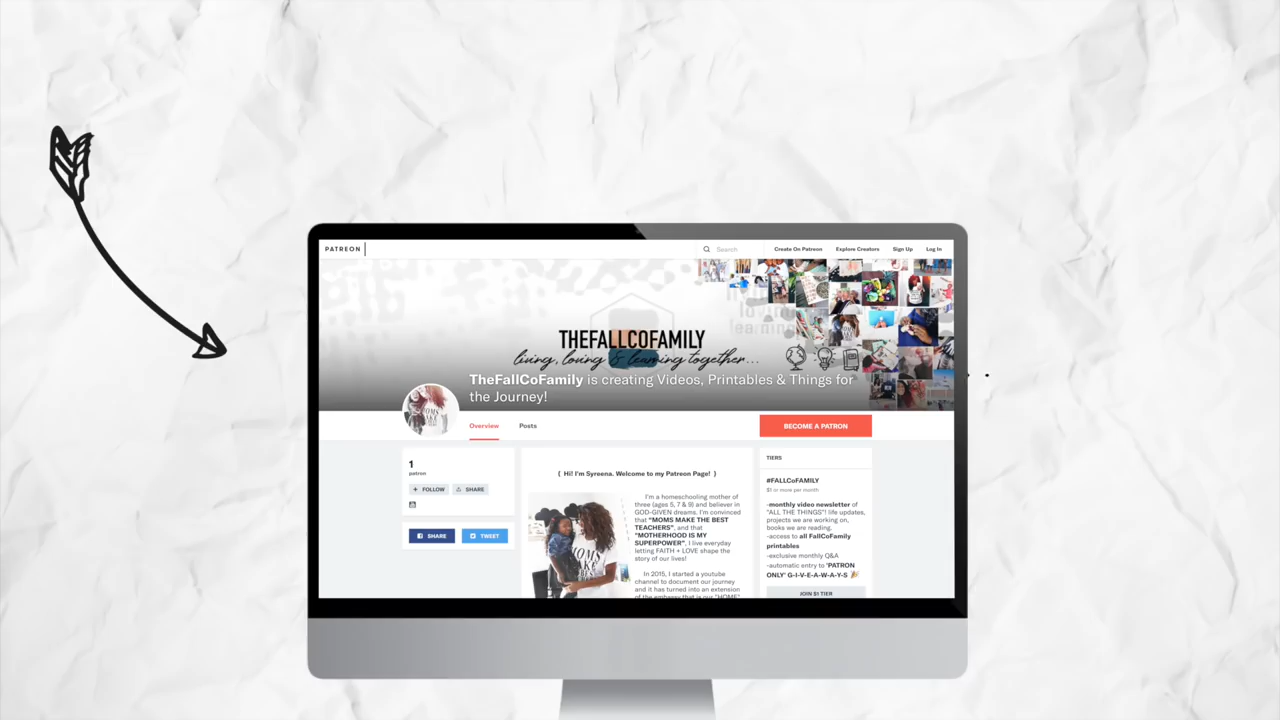 PATREON
Search
Create On Patreon
Explore Creators
Sign Up
Log In
THEFALLCOFAMILY
living, loving & learning together...
TheFallCoFamily is creating Videos, Printables & Things for
the Journey!
Overview
Posts
BECOME A PATRON
1
patron
FOLLOW
SHARE
SHARE
TWEET
{ Hi! I'm Syreena. Welcome to my Patreon Page! }
I'm a homeschooling mother of
three (ages 5, 7 & 9) and believer in
GOD-GIVEN dreams. I'm convinced
that "MOMS MAKE THE BEST
TEACHERS", and that
"MOTHERHOOD IS MY
SUPERPOWER". I live everyday
letting FAITH + LOVE shape the
story of our lives!
In 2015, I started a youtube
channel to document our journey
and it has turned into an extension
of the embassy that is our "HOME"
TIERS
#FALLCoFAMILY
$1 or more per month
-monthly video newsletter of
"ALL THE THINGS"! life updates,
projects we are working on,
books we are reading.
-access to all FallCoFamily
printables
-exclusive monthly Q&A
-automatic entry to 'PATRON
ONLY' G-I-V-E-A-W-A-Y-S 🎉
JOIN $1 TIER